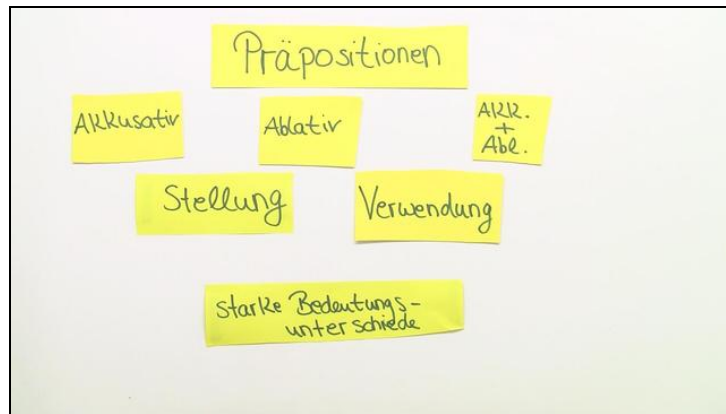 Präpositionen
Akkusativ
Ablativ
Akk.
+
Abl.
Stellung
Verwendung
starke Bedeutungs-
unterschiede